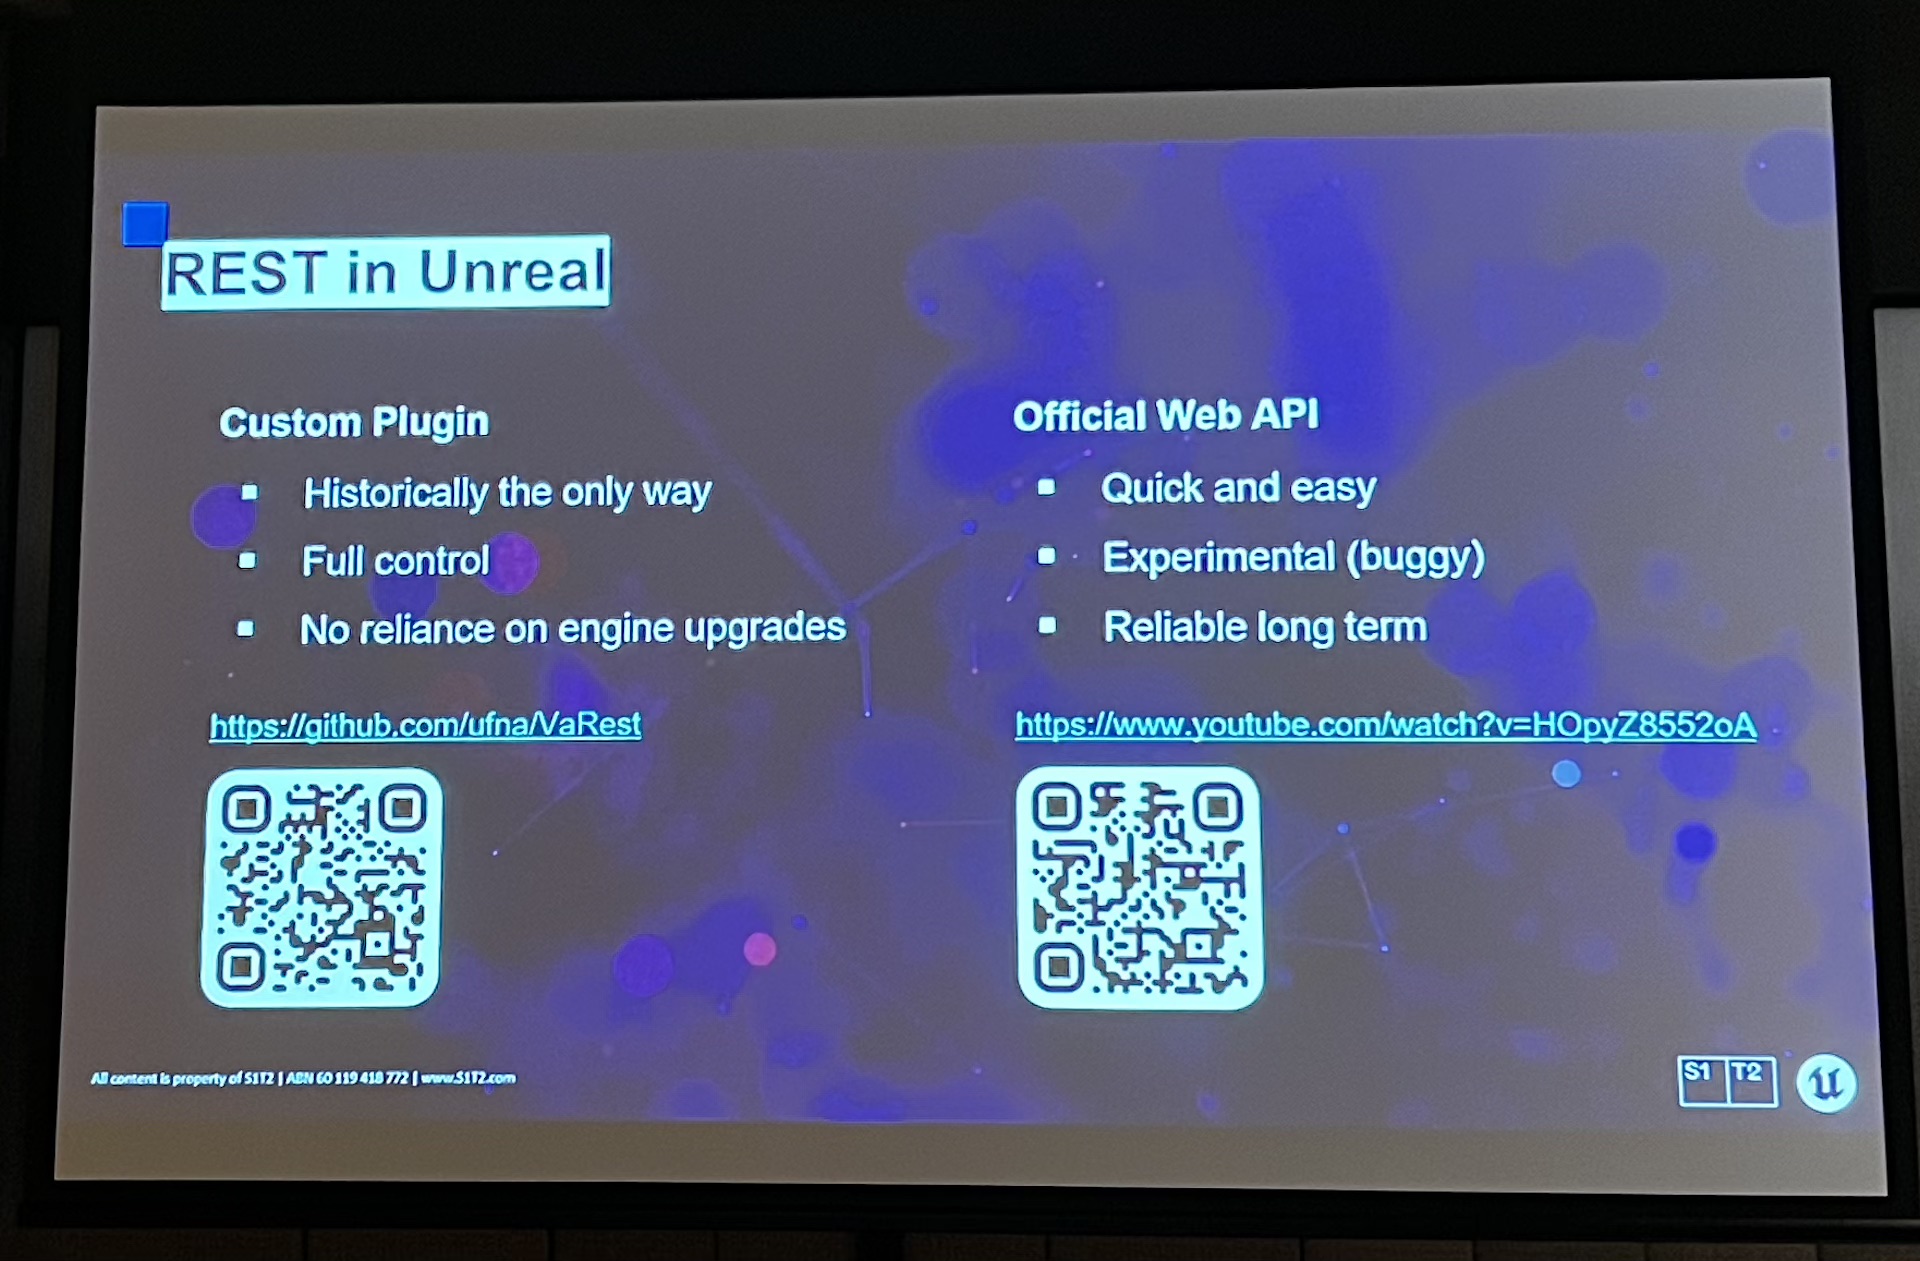 REST in Unreal
Custom Plugin
▪ Historically the only way
▪ Full control
▪ No reliance on engine upgrades
https://github.com/ufna/VaRest
Official Web API
▪ Quick and easy
▪ Experimental (buggy)
▪ Reliable long term
https://www.youtube.com/watch?v=HOpyZ8552oA
All content is property of S1T2 | ABN 60 119 418 772 | www.S1T2.com
S1 T2